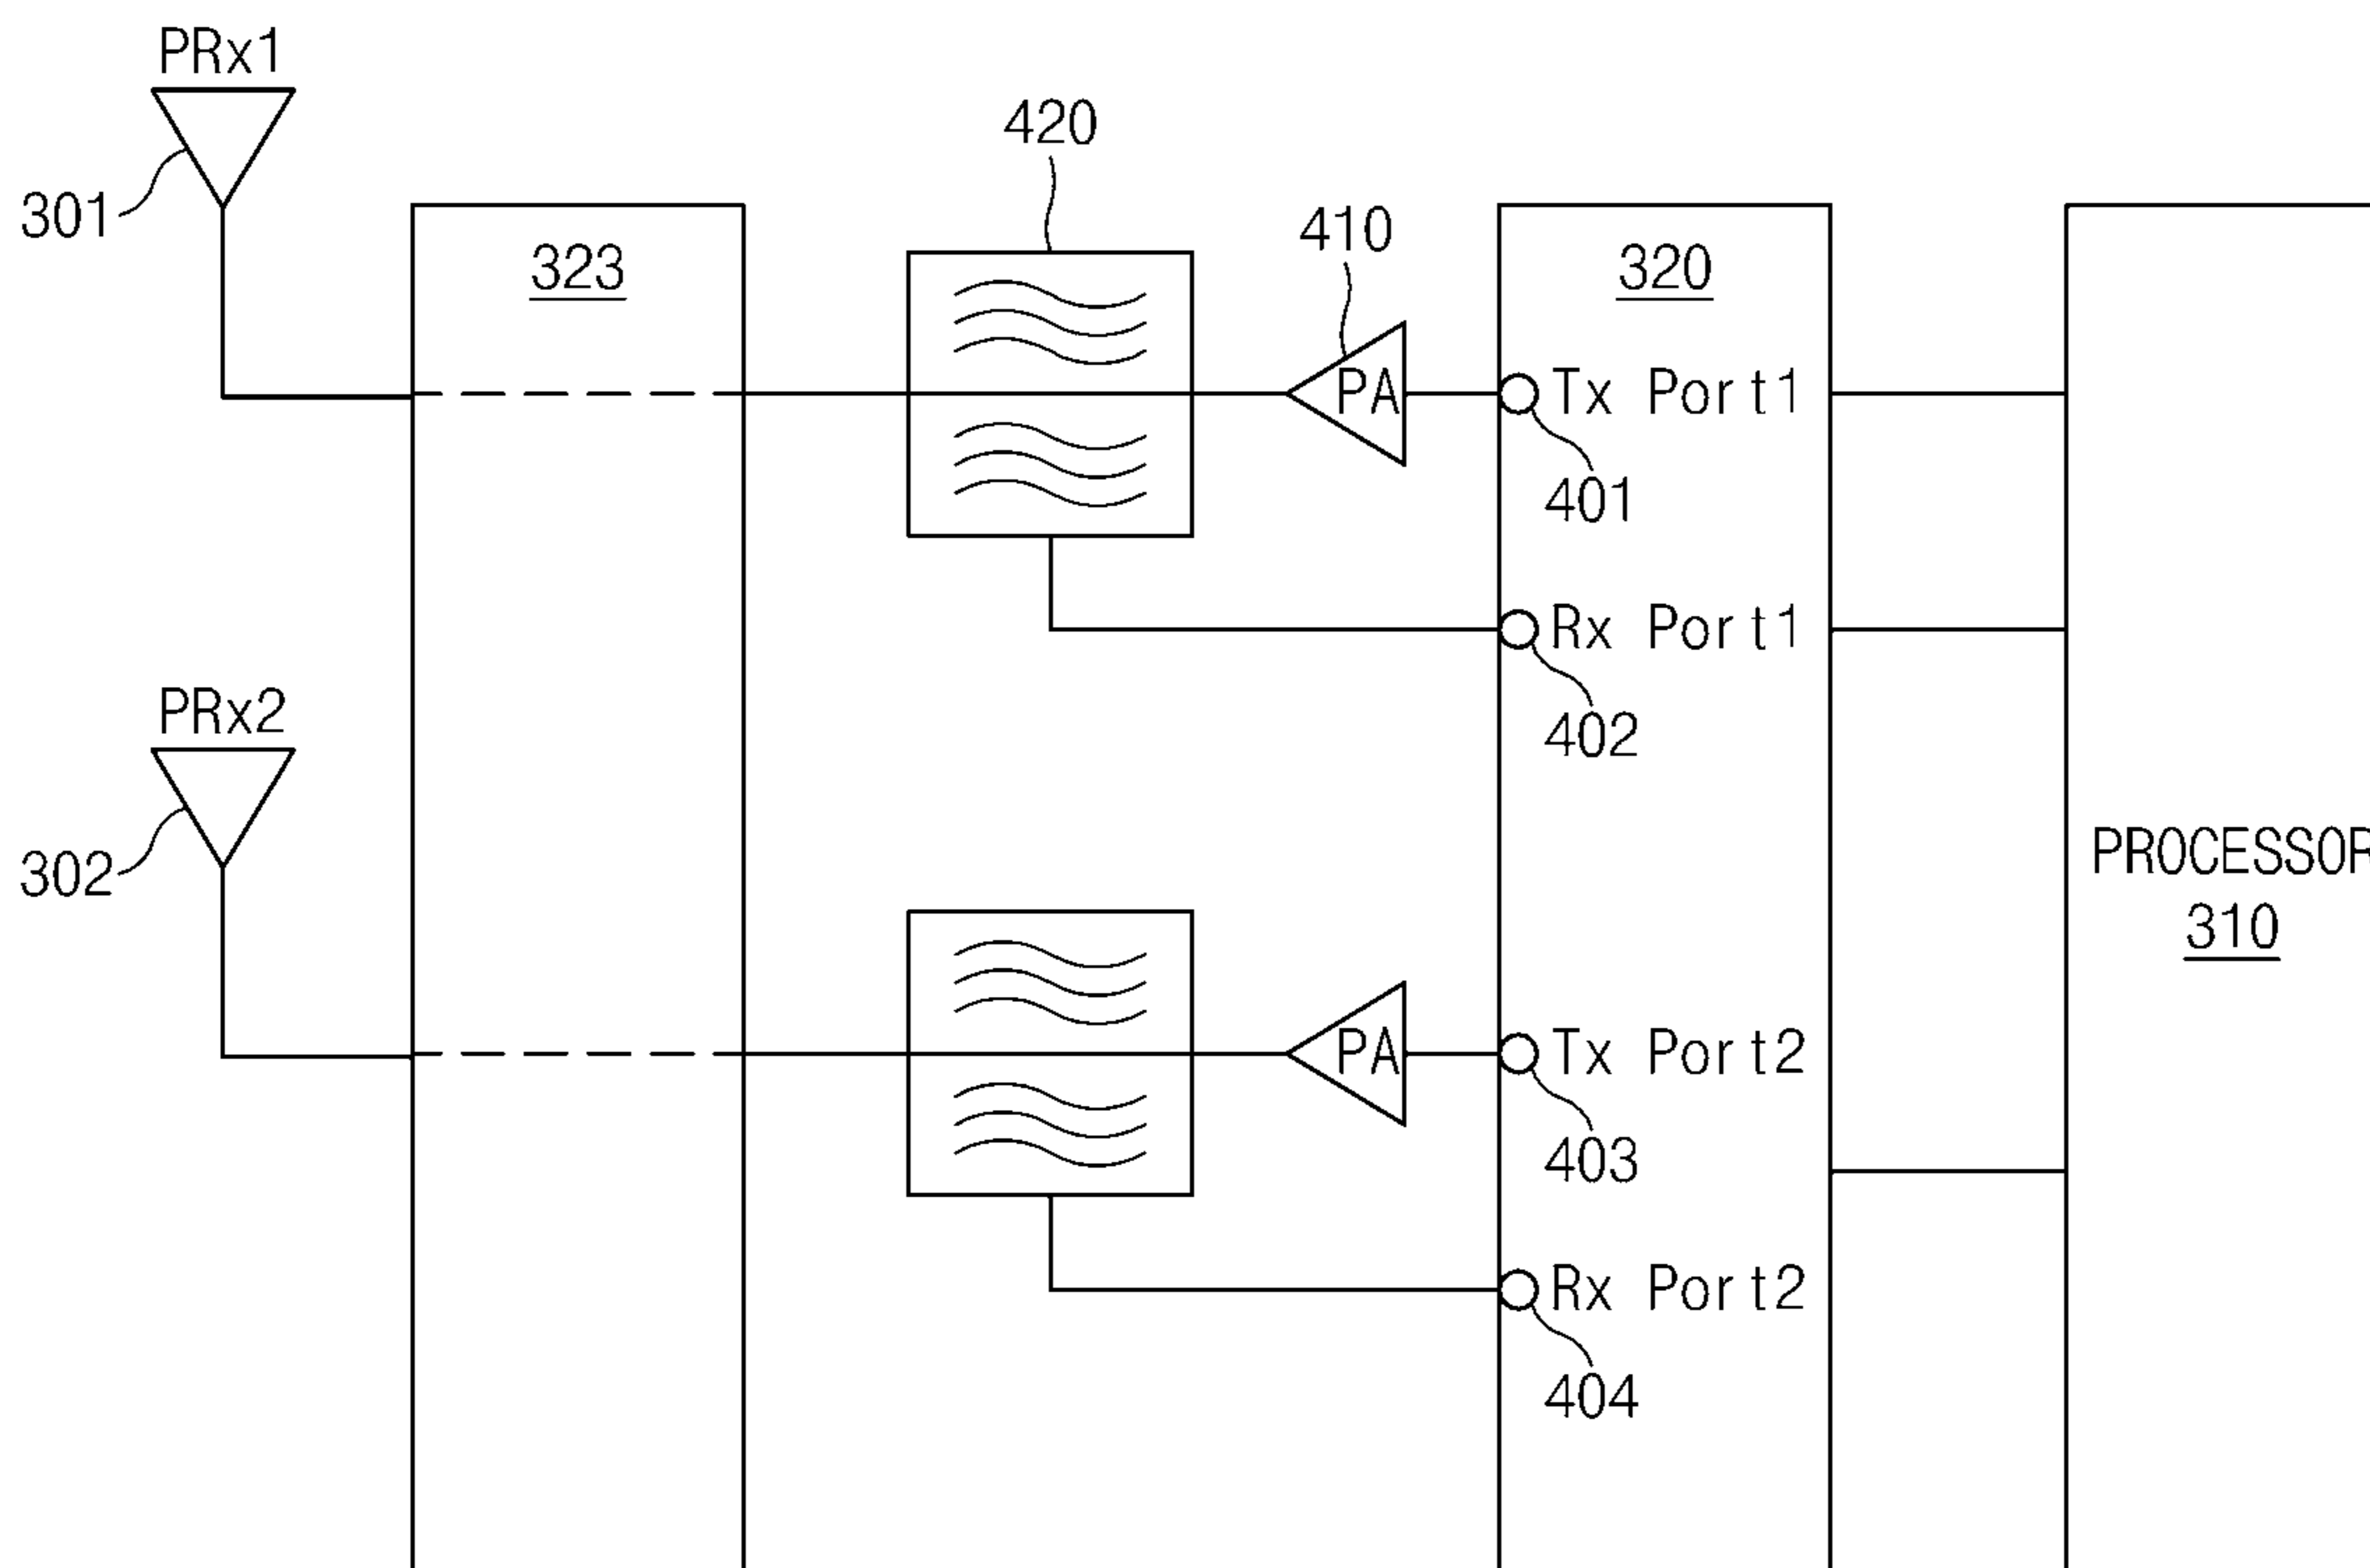 PRx1
420
301
410
323
320
PA
Tx Port1
401
Rx Port1
402
PRx2
302
PROCESSOR
310
PA
Tx Port2
403
Rx Port2
404